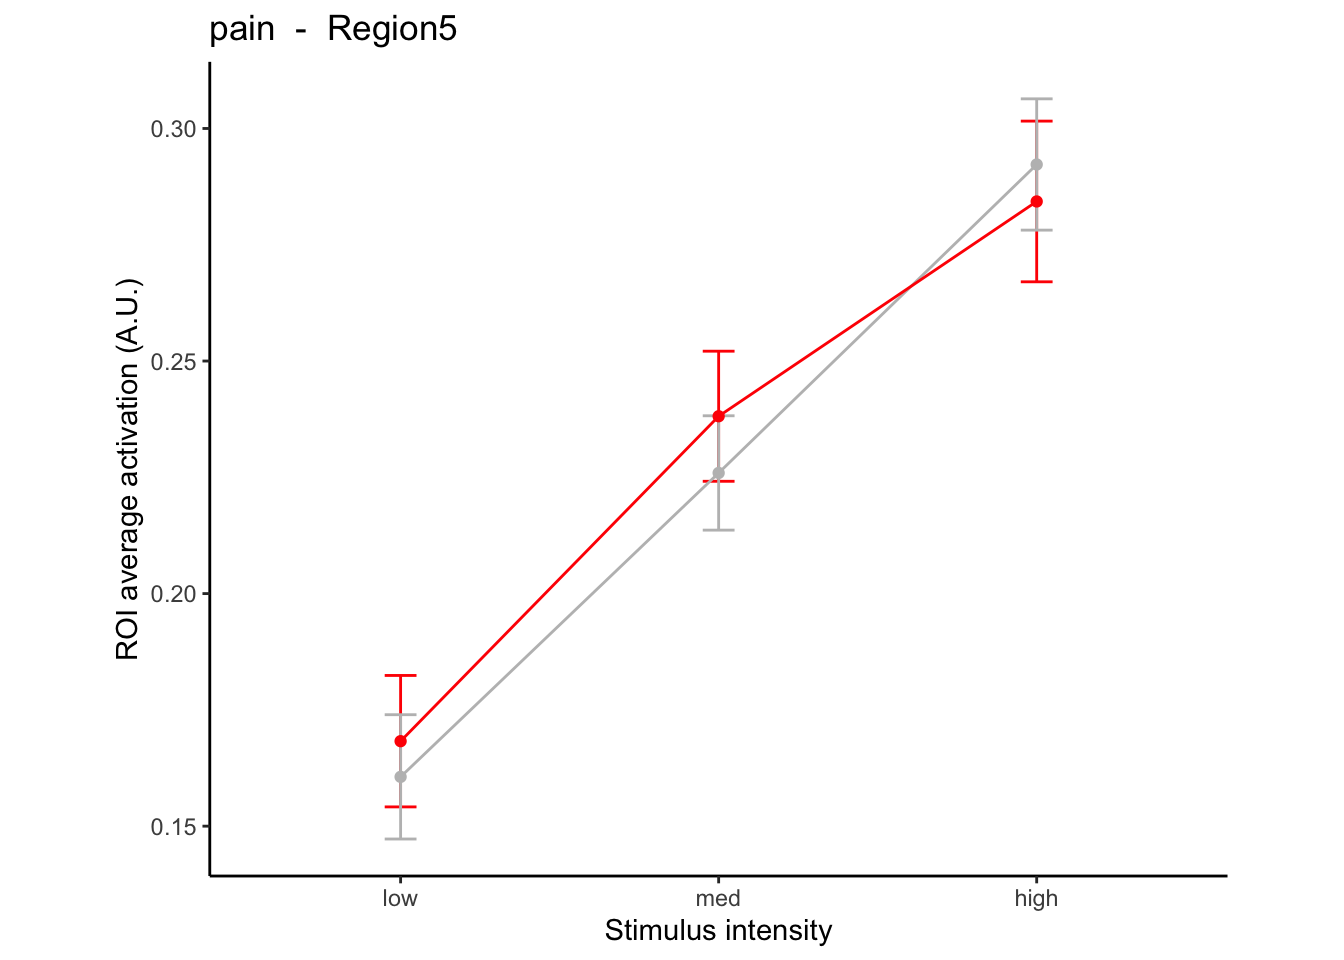 pain  -  Region5
ROI average activation (A.U.)
0.30
0.25
0.20
0.15
low
med
high
Stimulus intensity